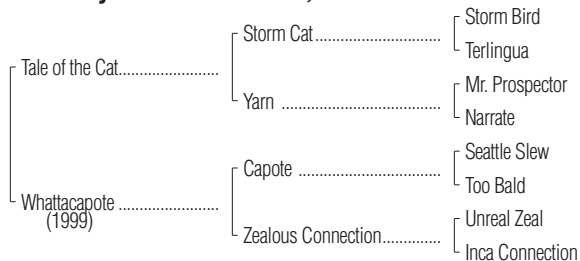 Storm Bird
Storm Cat
Terlingua
Tale of the Cat
Mr. Prospector
Yarn
Narrate
Seattle Slew
Capote
Too Bald
Whattacapote
(1999)
Unreal Zeal
Zealous Connection
Inca Connection